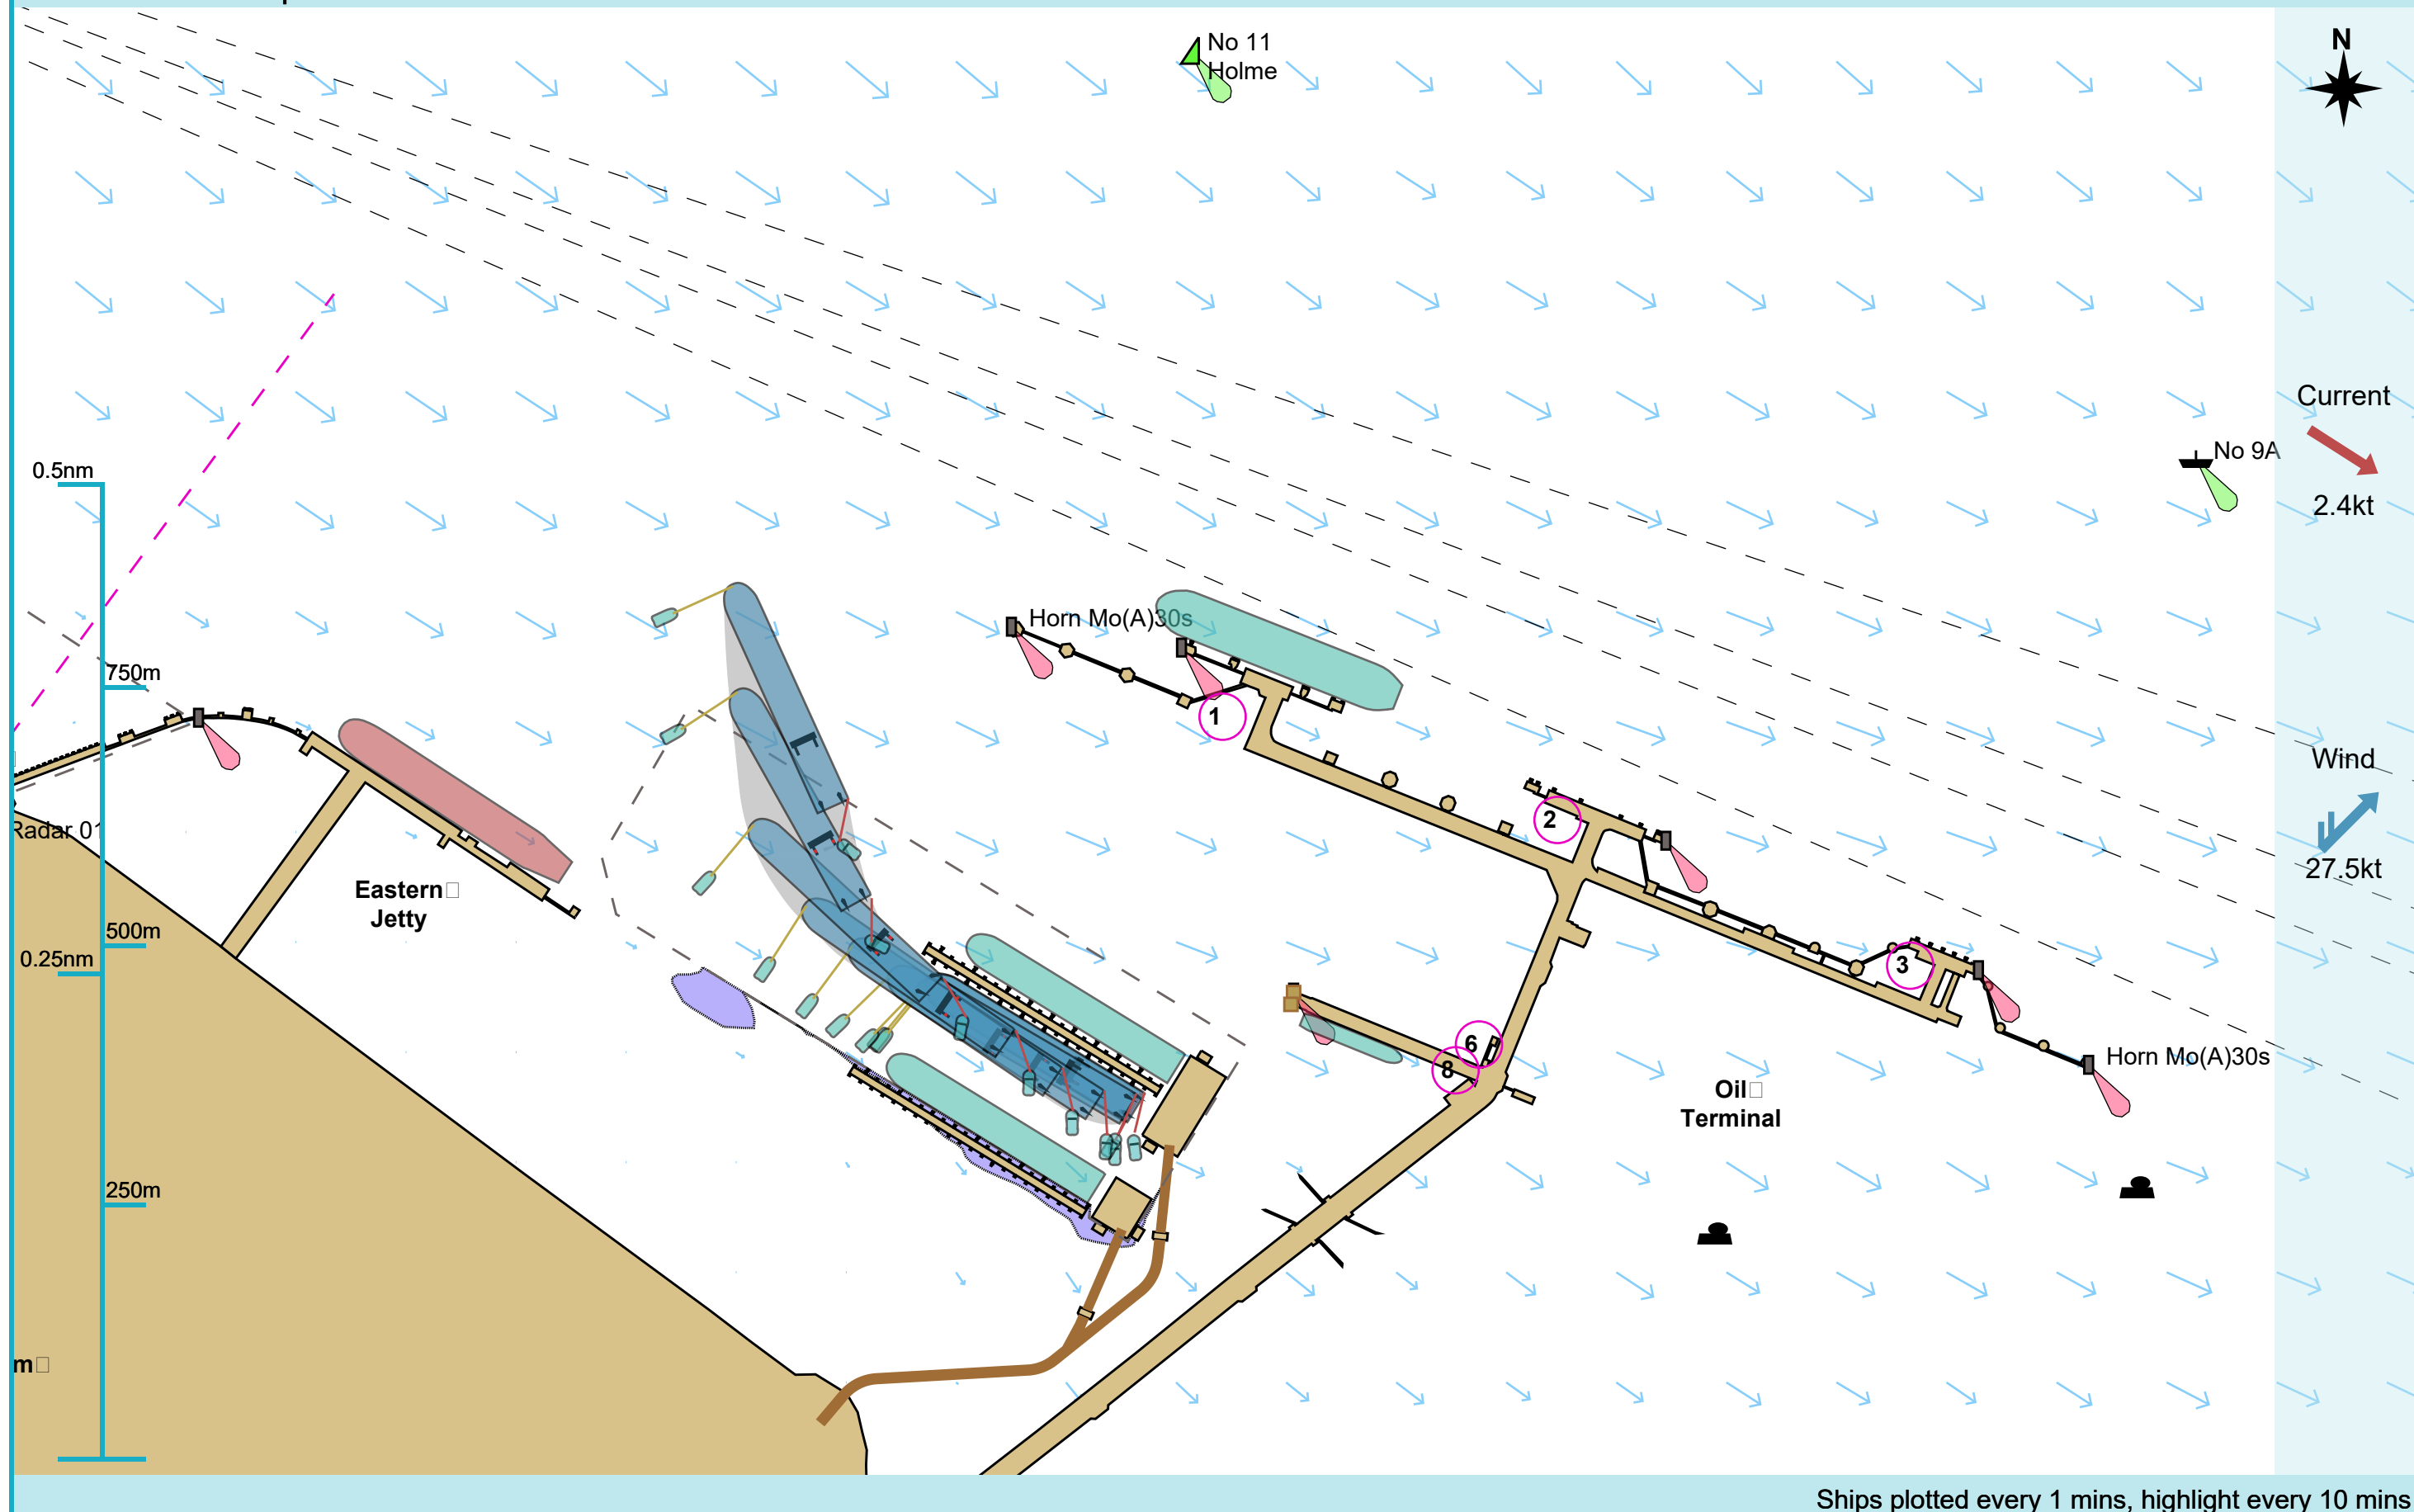 No 11
Holme
N
Current
2.4kt
No 9A
0.5nm
Horn Mo(A)30s
750m
1
Wind
27.5kt
2
Radar 01
Eastern
Jetty
500m
0.25nm
3
6
8
Horn Mo(A)30s
Oil
Terminal
250m
m
Ships plotted every 1 mins, highlight every 10 mins